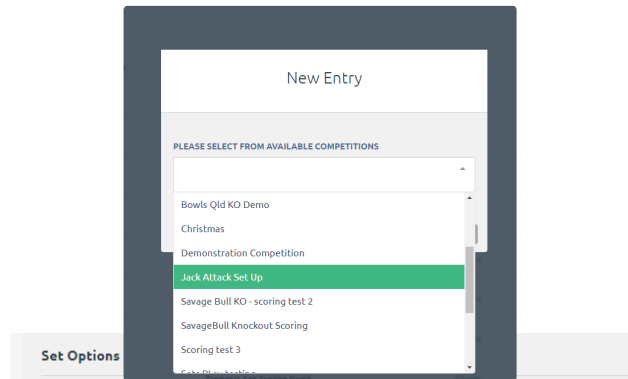 New Entry
PLEASE SELECT FROM AVAILABLE COMPETITIONS
Bowls Qld KO Demo
Christmas
Demonstration Competition
Jack Attack Set Up
Savage Bull KO - scoring test 2
SavageBull Knockout Scoring
Scoring test 3
Set Options